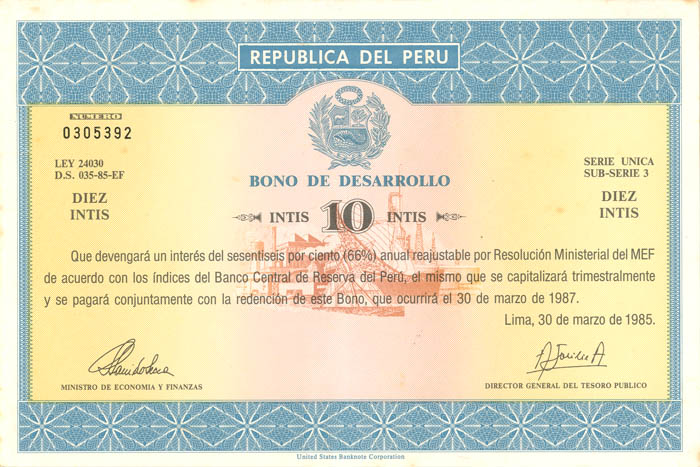 REPUBLICA DEL PERU
NUMERO
0305392
LEY 24030
D.S. 035-85-EF
DIEZ
INTIS
SERIE UNICA
SUB-SERIE 3
DIEZ
INTIS
BONO DE DESARROLLO
INTIS 10 INTIS
Que devengará un interés del sesentiseis por ciento (66%) anual reajustable por Resolución Ministerial del MEF
de acuerdo con los índices del Banco Central de Reserva del Perú, el mismo que se capitalizará trimestralmente
y se pagará conjuntamente con la redención de este Bono, que ocurrirá el 30 de marzo de 1987.
Lima, 30 de marzo de 1985.
MINISTRO DE ECONOMIA Y FINANZAS
DIRECTOR GENERAL DEL TESORO PUBLICO
United States Banknote Corporation